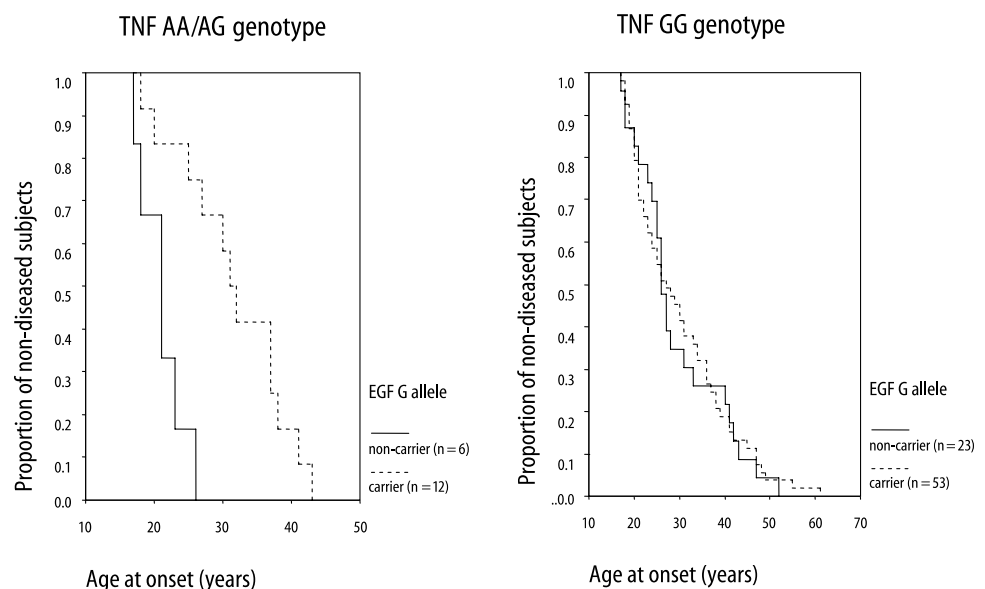 TNF AA/AG genotype
Proportion of non-diseased subjects
1.0
0.9
0.8
0.7
0.6
0.5
0.4
0.3
0.2
0.1
0.0
10 20 30 40 50
Age at onset (years)
EGF G allele
non-carrier (n = 6)
carrier (n = 12)
TNF GG genotype
Proportion of non-diseased subjects
1.0
0.9
0.8
0.7
0.6
0.5
0.4
0.3
0.2
0.1
..0.0
10 20 30 40 50 60 70
Age at onset (years)
EGF G allele
non-carrier (n = 23)
carrier (n = 53)